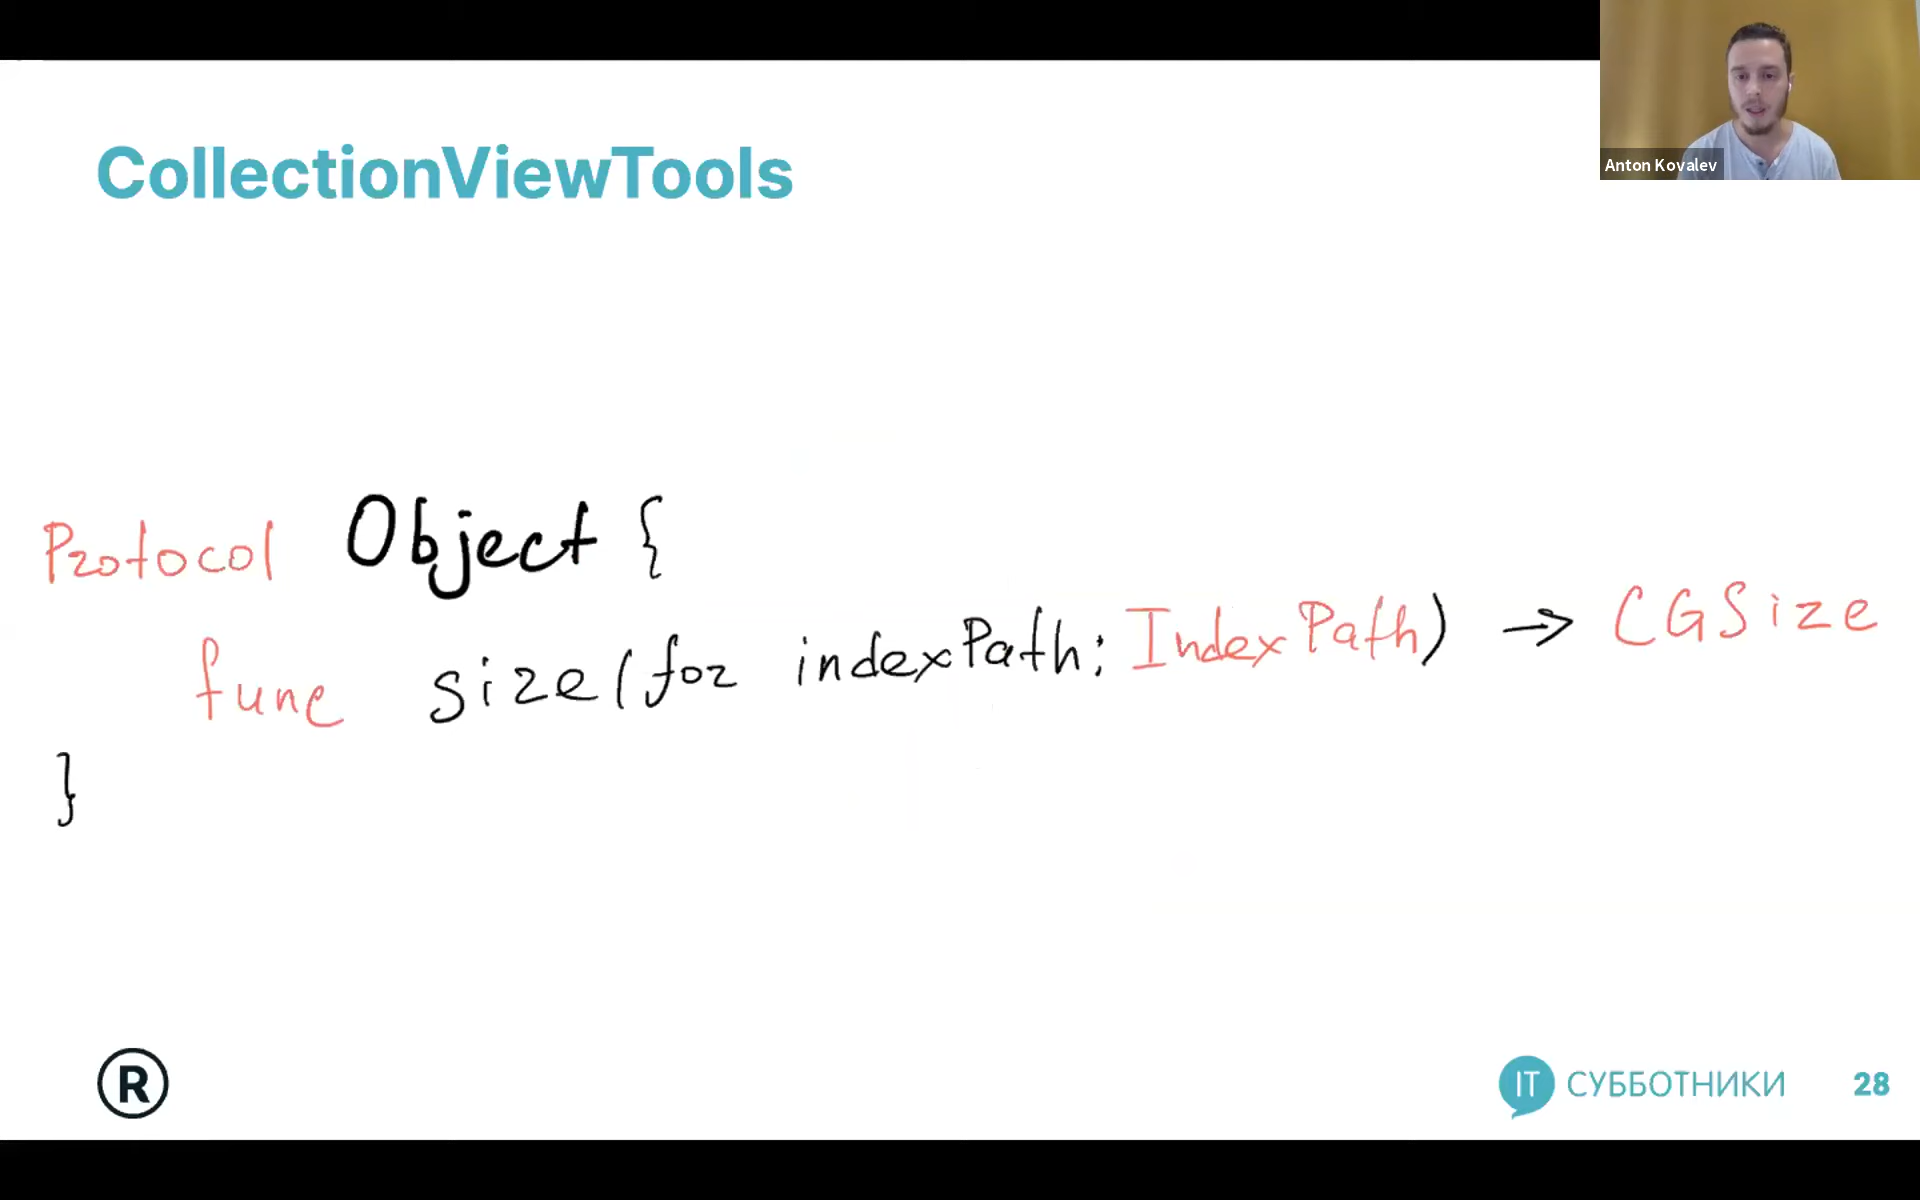 Anton Kovalev
CollectionViewTools
Protocol Object {
func size(for indexPath: IndexPath) → CGSize
}
®
IT СУББОТНИКИ 28